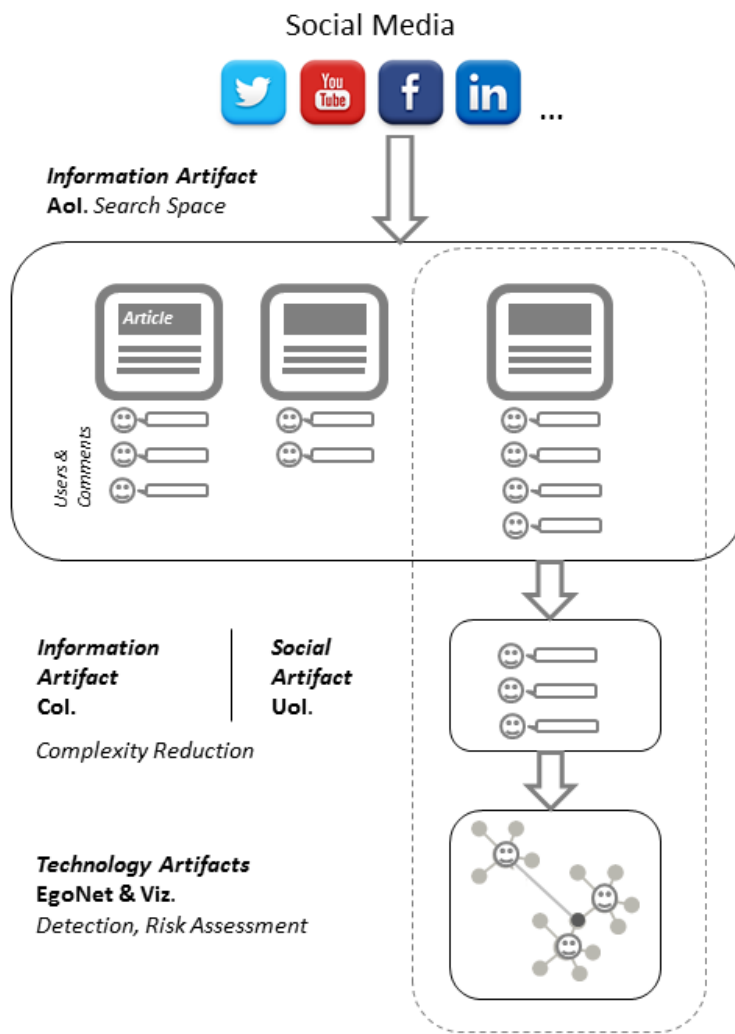 Social Media
You
Tube
f
in
...
Information Artifact
AoI. Search Space
Article
Users &
Comments
Information
Artifact
CoI.
Social
Artifact
UoI.
Complexity Reduction
Technology Artifacts
EgoNet & Viz.
Detection, Risk Assessment